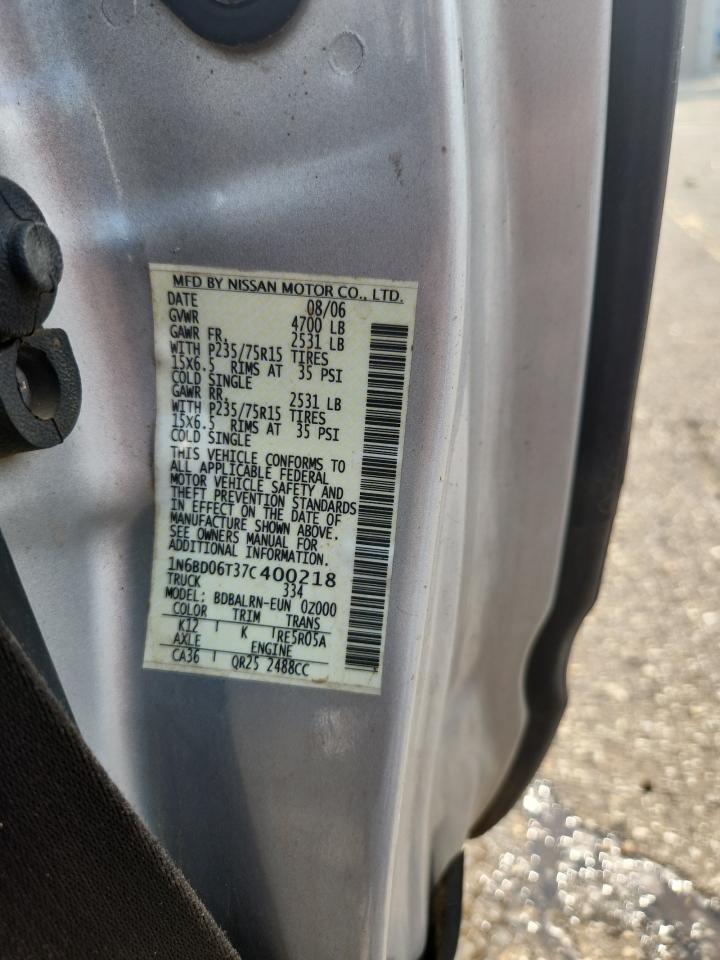 MFD BY NISSAN MOTOR CO., LTD.
DATE 08/06
GVWR 4700 LB
GAWR FR. 2531 LB
WITH P235/75R15 TIRES
15X6.5 RIMS AT 35 PSI
COLD SINGLE
GAWR RR. 2531 LB
WITH P235/75R15 TIRES
15X6.5 RIMS AT 35 PSI
COLD SINGLE
THIS VEHICLE CONFORMS TO
ALL APPLICABLE FEDERAL
MOTOR VEHICLE SAFETY AND
THEFT PREVENTION STANDARDS
IN EFFECT ON THE DATE OF
MANUFACTURE SHOWN ABOVE.
SEE OWNERS MANUAL FOR
ADDITIONAL INFORMATION.
1N6BD06T37C400218
TRUCK 334
MODEL: BDBALRN-EUN 0Z000
COLOR TRIM TRANS
K12 K RE5R05A
AXLE ENGINE
CA36 QR25 2488CC